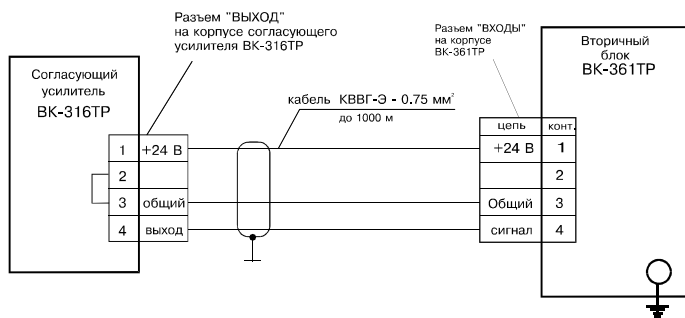 Разъем "ВЫХОД"
на корпусе согласующего
усилителя ВК-316ТР
Разъем "ВХОДЫ"
на корпусе
ВК-361ТР
Вторичный
блок
ВК-361ТР
Согласующий
усилитель
ВК-316ТР
кабель КВВГ-Э - 0.75 мм²
до 1000 м
цепь конт.
1 +24 В
+24 В 1
2
2
3 общий
Общий 3
4 выход
сигнал 4